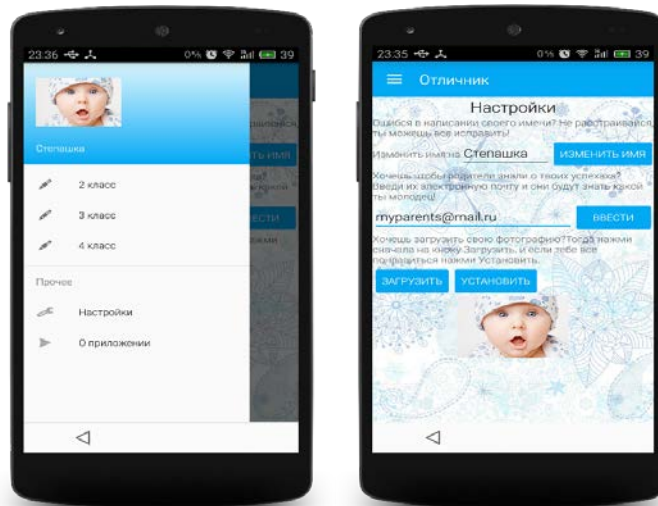 23:36
0%
39
Степашка
2 класс
3 класс
4 класс
Прочее
Настройки
О приложении
23:35
0%
39
Отличник
Настройки
Ошибся в написании своего имени? Не расстраивайся,
ты можешь все исправить!
Изменить имя на Степашка ИЗМЕНИТЬ ИМЯ
Хочешь чтобы родители знали о твоих успехах?
Введи их электронную почту и они будут знать какой
ты молодец!
myparents@mail.ru ВВЕСТИ
Хочешь загрузить свою фотографию?Тогда нажми
сначала на кноку Загрузить, и если тебе все
понравиться нажми Установить.
ЗАГРУЗИТЬ УСТАНОВИТЬ